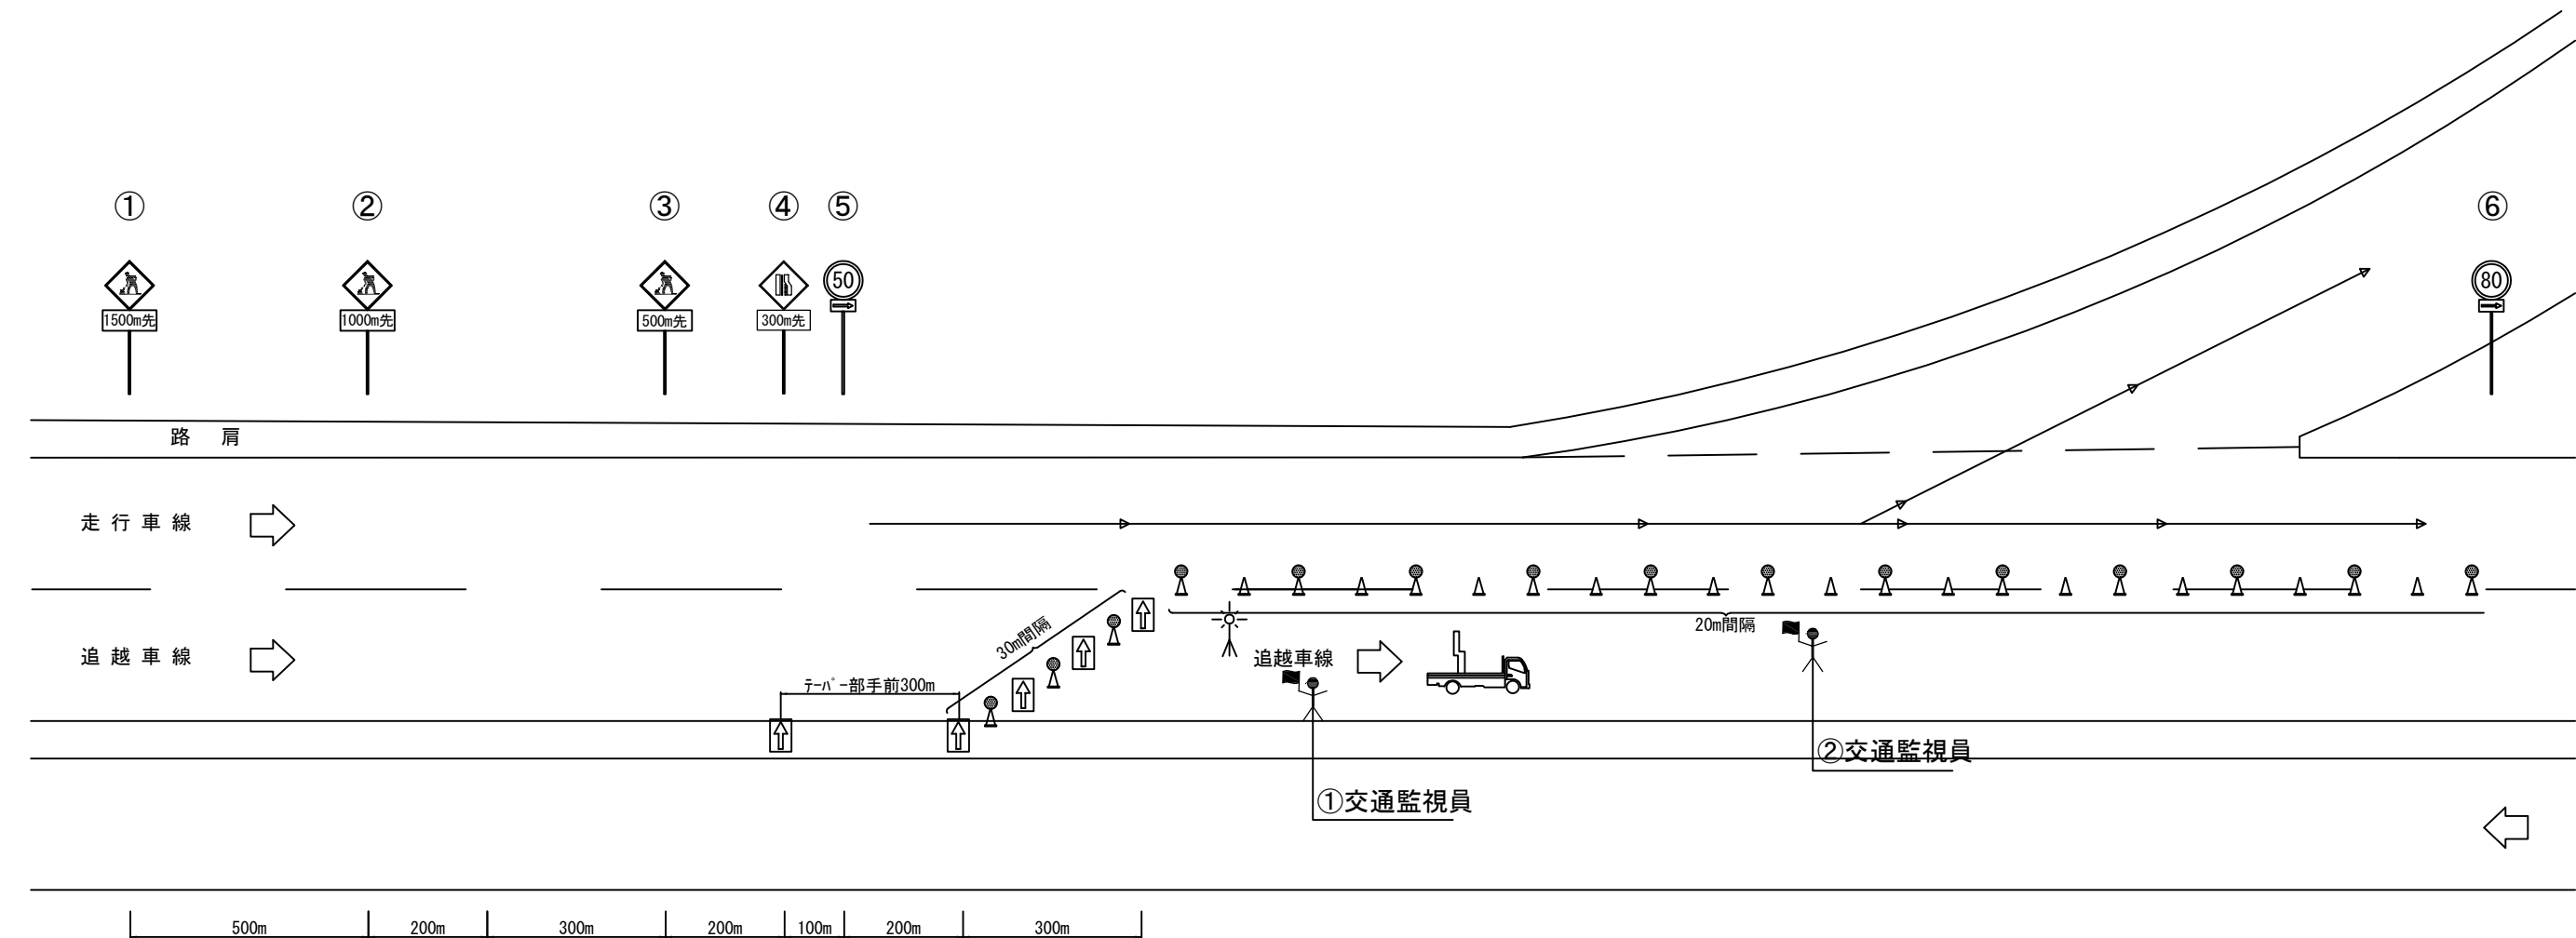 ① ② ③ ④ ⑤ ⑥
50
80
1500m先
1000m先
500m先
300m先
路 肩
走行車線
追越車線
30m間隔
20m間隔
追越車線
ﾃｰﾊﾟｰ部手前300m
②交通監視員
①交通監視員
500m 200m 300m 200m 100m 200m 300m